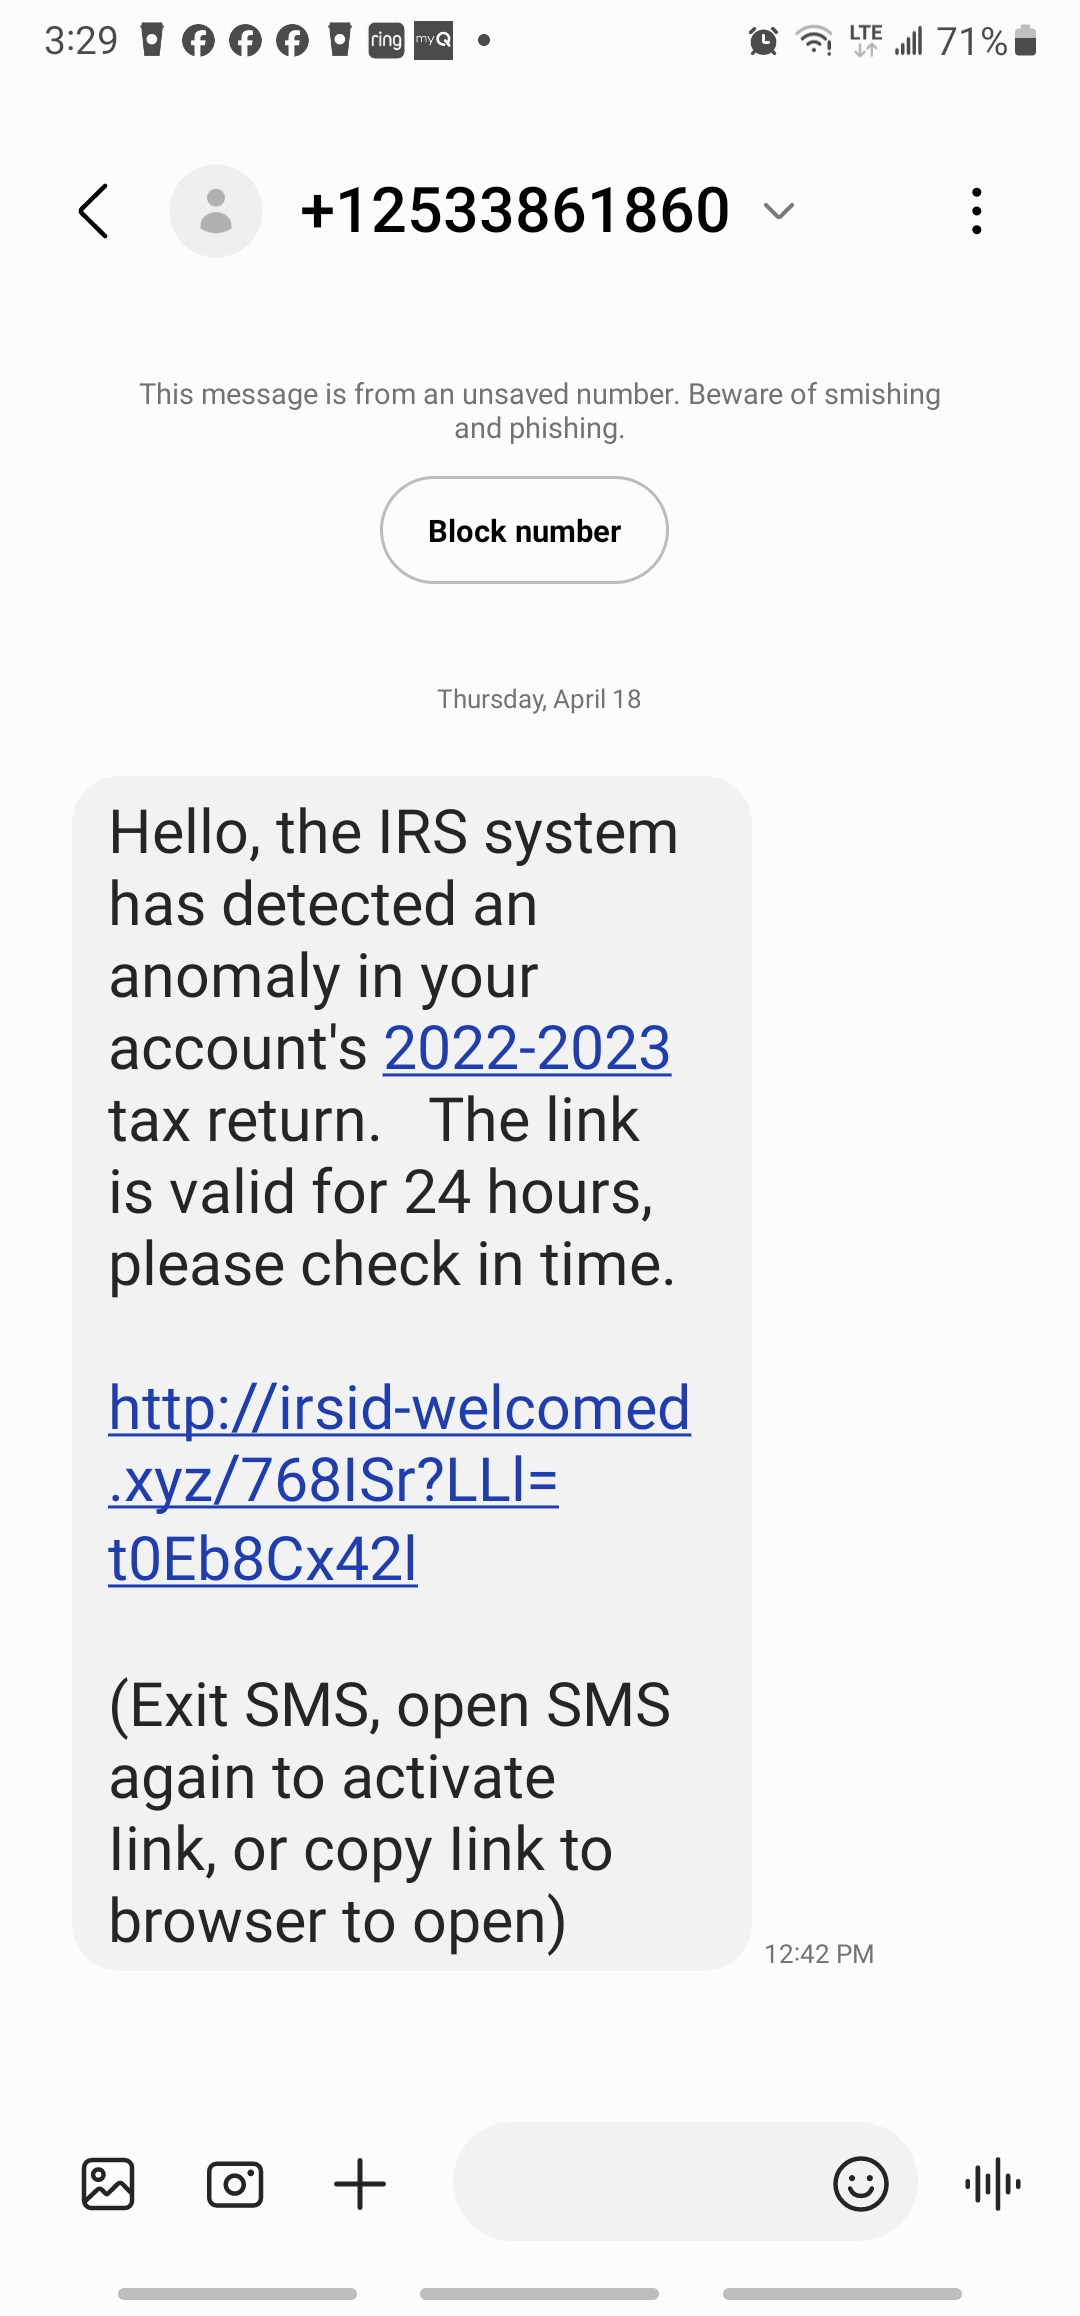 3:29 ring myQ LTE 71%
+12533861860
This message is from an unsaved number. Beware of smishing
and phishing.
Block number
Thursday, April 18
Hello, the IRS system
has detected an
anomaly in your
account's 2022-2023
tax return.   The link
is valid for 24 hours,
please check in time.
http://irsid-welcomed
.xyz/768ISr?LLl=
t0Eb8Cx42l
(Exit SMS, open SMS
again to activate
link, or copy link to
browser to open)
12:42 PM